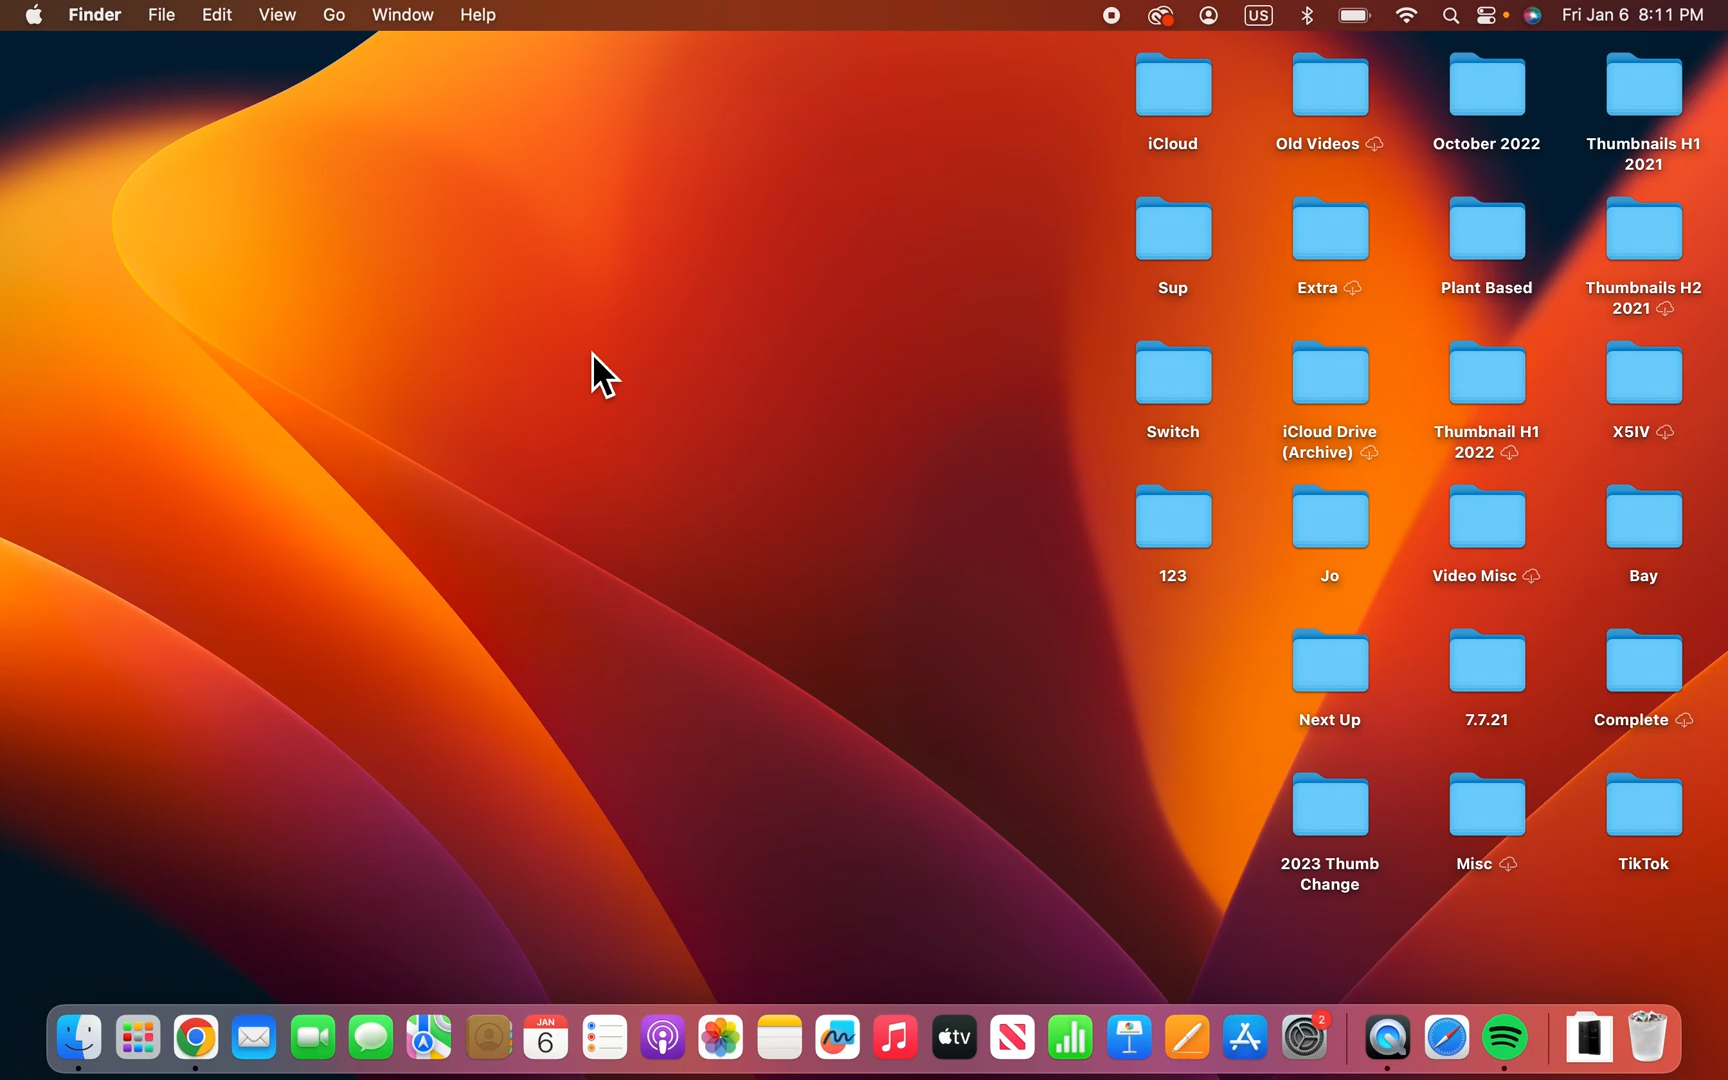 Finder File Edit View Go Window Help US Fri Jan 6 8:11 PM
iCloud
Old Videos
October 2022
Thumbnails H1
2021
Sup
Extra
Plant Based
Thumbnails H2
2021
Switch
iCloud Drive
(Archive)
Thumbnail H1
2022
X5IV
123
Jo
Video Misc
Bay
Next Up
7.7.21
Complete
2023 Thumb
Change
Misc
TikTok
JAN
6
tv
2